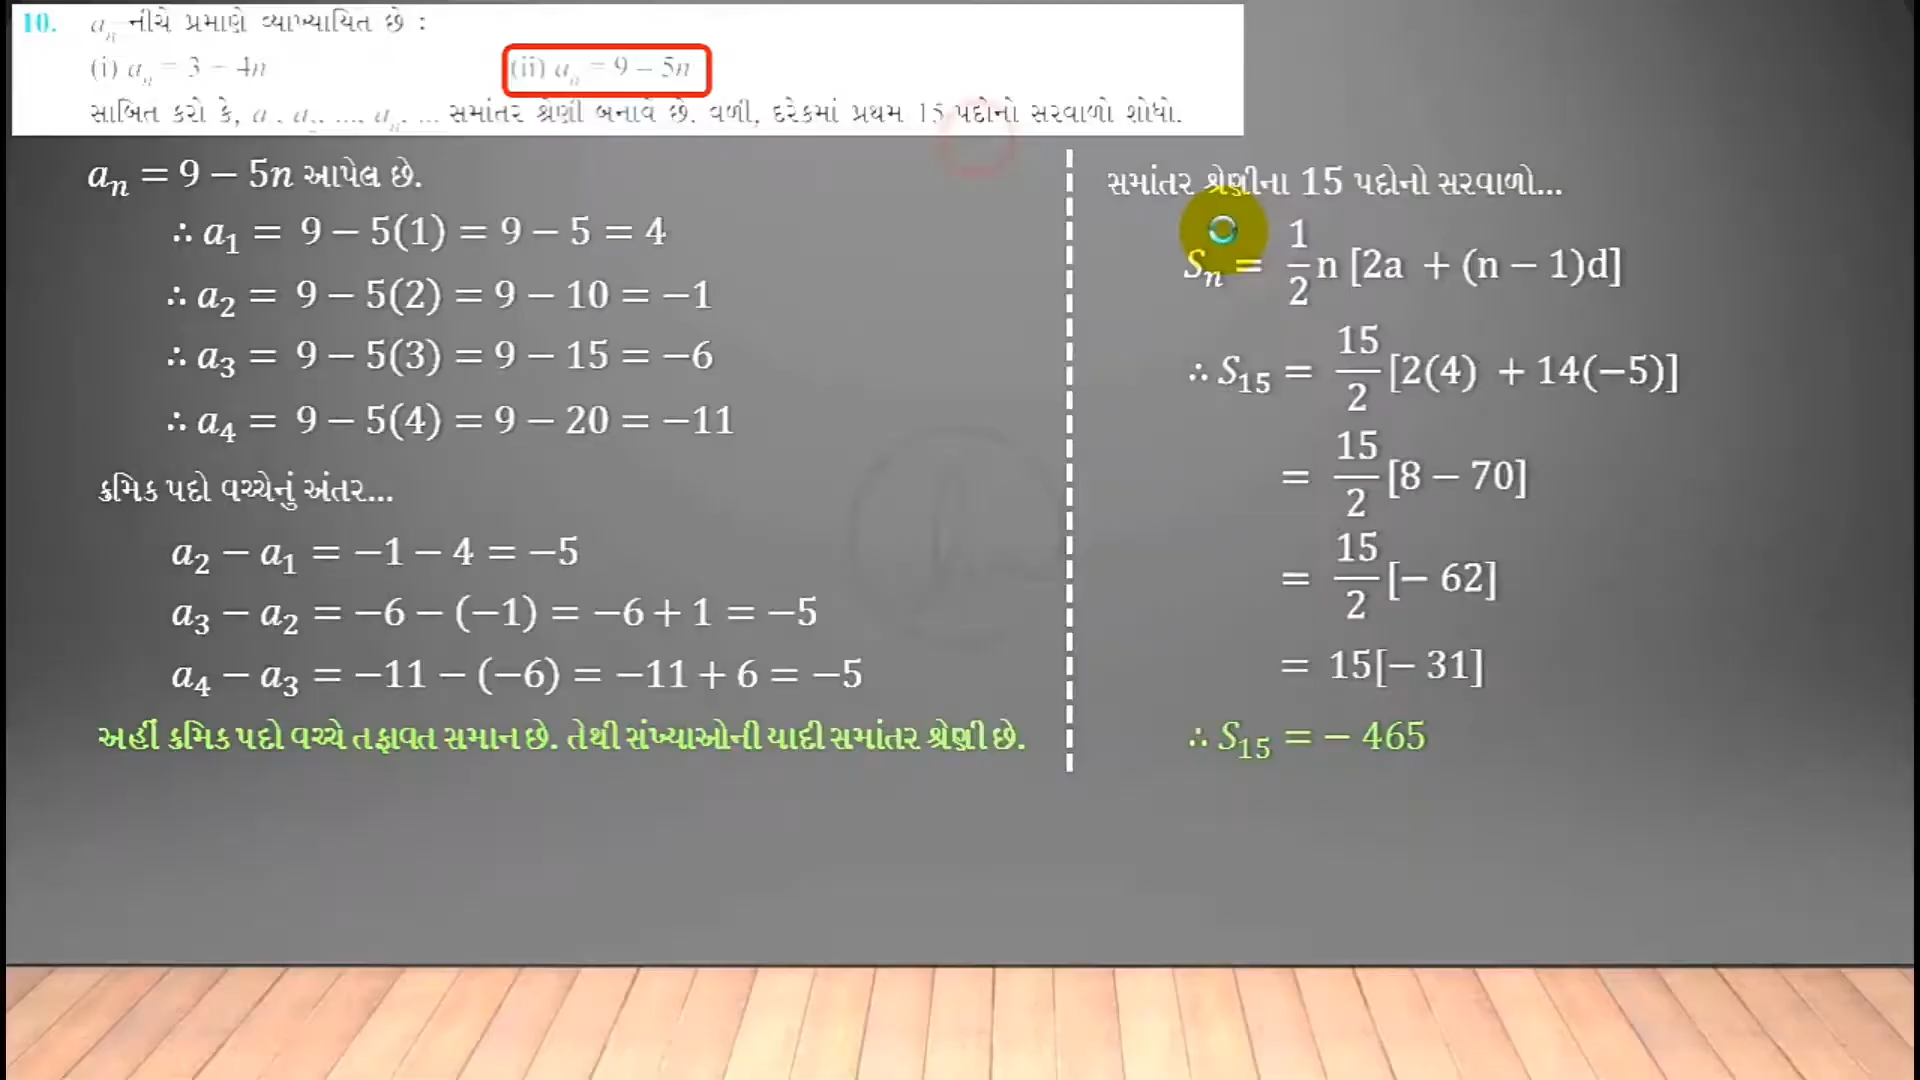 10. aₙ નીચે પ્રમાણે વ્યાખ્યાયિત છે :
(i) aₙ = 3 – 4n (ii) aₙ = 9 – 5n
સાબિત કરો કે, a , a₂, ..., aₙ, ... સમાંતર શ્રેણી બનાવે છે. વળી, દરેકમાં પ્રથમ 15 પદોનો સરવાળો શોધો.
aₙ = 9 − 5n આપેલ છે.
∴ a₁ = 9 − 5(1) = 9 − 5 = 4
∴ a₂ = 9 − 5(2) = 9 − 10 = −1
∴ a₃ = 9 − 5(3) = 9 − 15 = −6
∴ a₄ = 9 − 5(4) = 9 − 20 = −11
ક્રમિક પદો વચ્ચેનું અંતર...
a₂ − a₁ = −1 − 4 = −5
a₃ − a₂ = −6 − (−1) = −6 + 1 = −5
a₄ − a₃ = −11 − (−6) = −11 + 6 = −5
અહીં ક્રમિક પદો વચ્ચે તફાવત સમાન છે. તેથી સંખ્યાઓની યાદી સમાંતર શ્રેણી છે.
સમાંતર શ્રેણીના 15 પદોનો સરવાળો...
Sₙ = 1/2 n [2a + (n − 1)d]
∴ S₁₅ = 15/2 [2(4) + 14(−5)]
= 15/2 [8 − 70]
= 15/2 [− 62]
= 15[− 31]
∴ S₁₅ = − 465